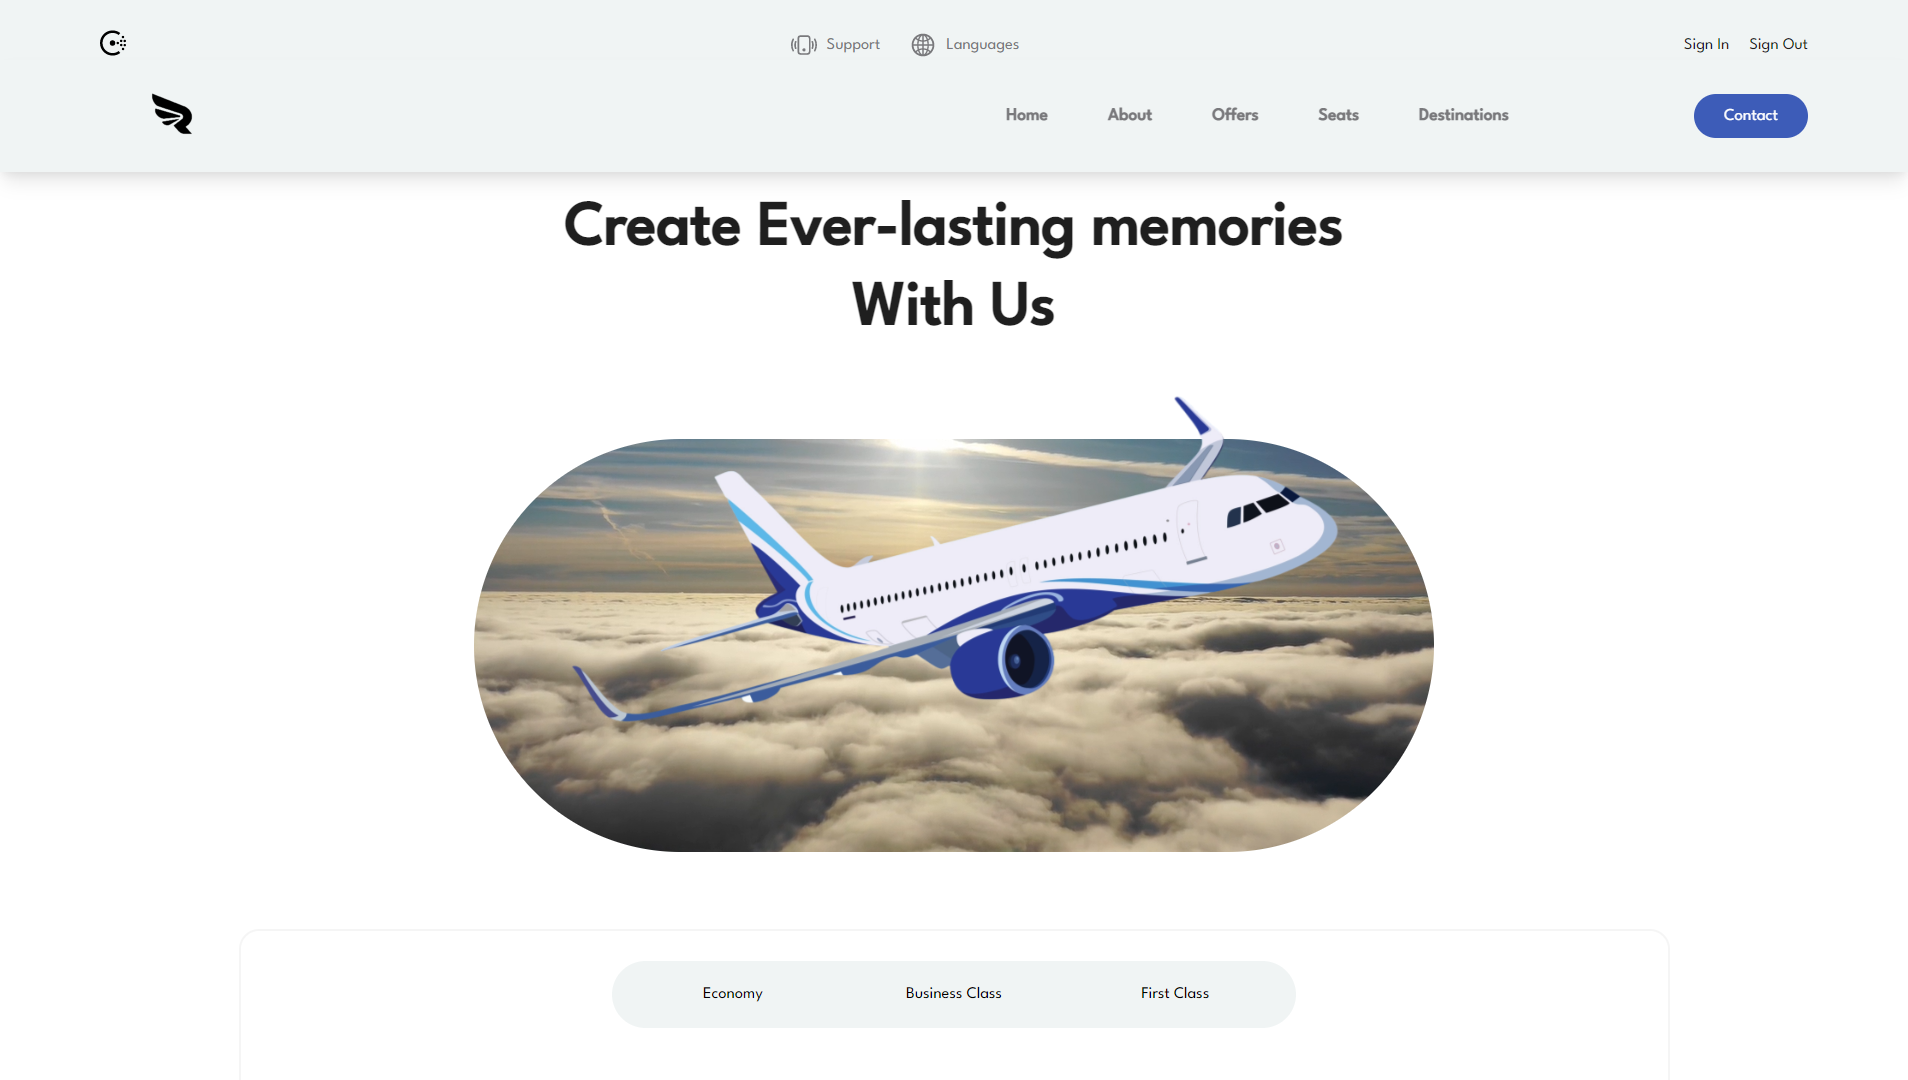 Support Languages Sign In Sign Out
Home About Offers Seats Destinations Contact
Create Ever-lasting memories
With Us
Economy Business Class First Class